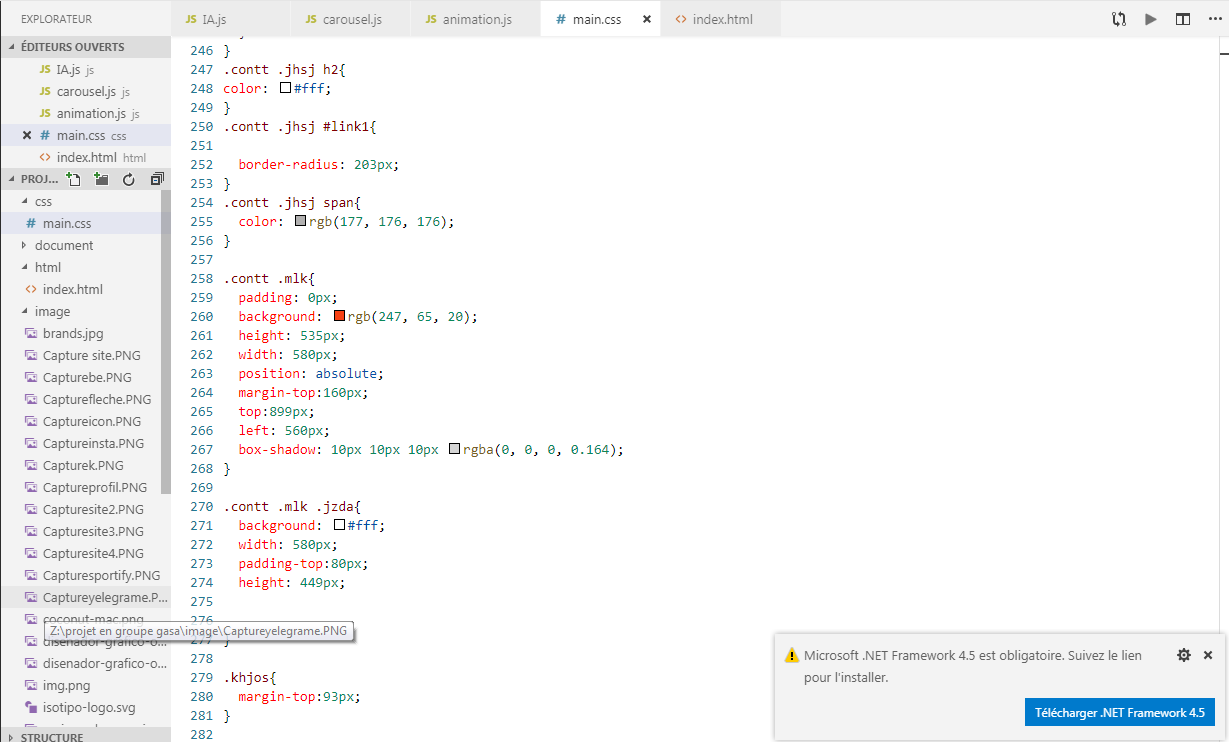 EXPLORATEUR
ÉDITEURS OUVERTS
JS IA.js js
JS carousel.js js
JS animation.js js
# main.css css
<> index.html html
PROJ...
css
# main.css
document
html
<> index.html
image
brands.jpg
Capture site.PNG
Capturebe.PNG
Capturefleche.PNG
Captureicon.PNG
Captureinsta.PNG
Capturek.PNG
Captureprofil.PNG
Capturesite2.PNG
Capturesite3.PNG
Capturesite4.PNG
Capturesportify.PNG
Captureyelegrame.P...
coconut-mac.png
Z:\projet en groupe gasa\image\Captureyelegrame.PNG
disenador-grafico-o...
disenador-grafico-o...
img.png
isotipo-logo.svg
STRUCTURE
JS IA.js
JS carousel.js
JS animation.js
# main.css
<> index.html
246 }
247 .contt .jhsj h2{
248 color: #fff;
249 }
250 .contt .jhsj #link1{
251
252 border-radius: 203px;
253 }
254 .contt .jhsj span{
255 color: rgb(177, 176, 176);
256 }
257
258 .contt .mlk{
259 padding: 0px;
260 background: rgb(247, 65, 20);
261 height: 535px;
262 width: 580px;
263 position: absolute;
264 margin-top:160px;
265 top:899px;
266 left: 560px;
267 box-shadow: 10px 10px 10px rgba(0, 0, 0, 0.164);
268 }
269
270 .contt .mlk .jzda{
271 background: #fff;
272 width: 580px;
273 padding-top:80px;
274 height: 449px;
275
276
277 }
278
279 .khjos{
280 margin-top:93px;
281 }
282
Microsoft .NET Framework 4.5 est obligatoire. Suivez le lien
pour l'installer.
Télécharger .NET Framework 4.5